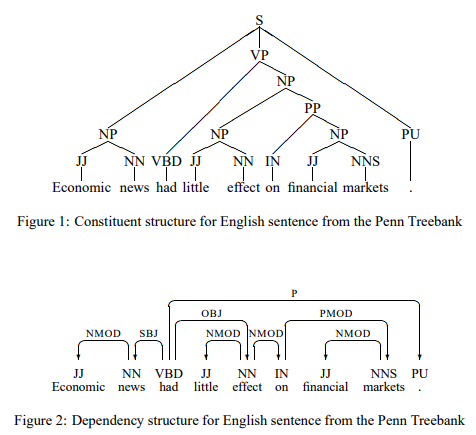 S
VP
NP
PP
NP NP NP PU
JJ NN VBD JJ NN IN JJ NNS
Economic news had little effect on financial markets .
Figure 1: Constituent structure for English sentence from the Penn Treebank
P
OBJ PMOD
NMOD SBJ NMOD NMOD NMOD
JJ NN VBD JJ NN IN JJ NNS PU
Economic news had little effect on financial markets .
Figure 2: Dependency structure for English sentence from the Penn Treebank